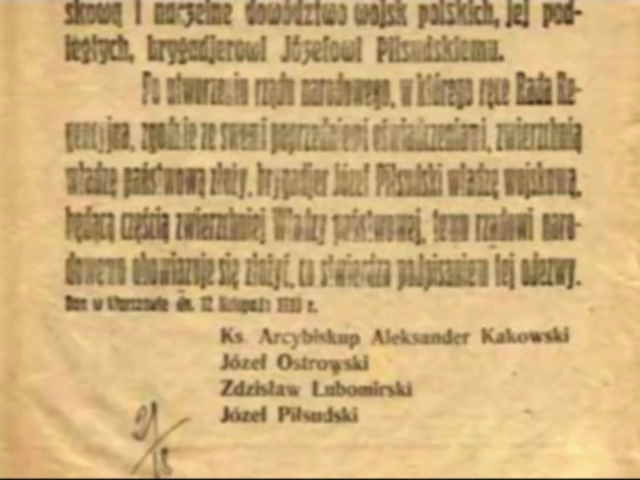 skową i naczelne dowództwo wojsk polskich, jej pod-
ległych, brygadjerowi Józefowi Piłsudskiemu.
Po utworzeniu rządu narodowego, w którego ręce Rada Re-
gencyjna, zgodnie ze swemi poprzedniemi oświadczeniami, zwierzchnią
władzę państwową złoży, brygadjer Józef Piłsudski władzę wojskową,
będącą częścią zwierzchniej Władzy państwowej, temu rządowi naro-
dowemu obowiązuje się złożyć, co stwierdza podpisaniem tej odezwy.
Dan w Warszawie dn. listopada r.
Ks. Arcybiskup Aleksander Kakowski
Józef Ostrowski
Zdzisław Lubomirski
Józef Piłsudski